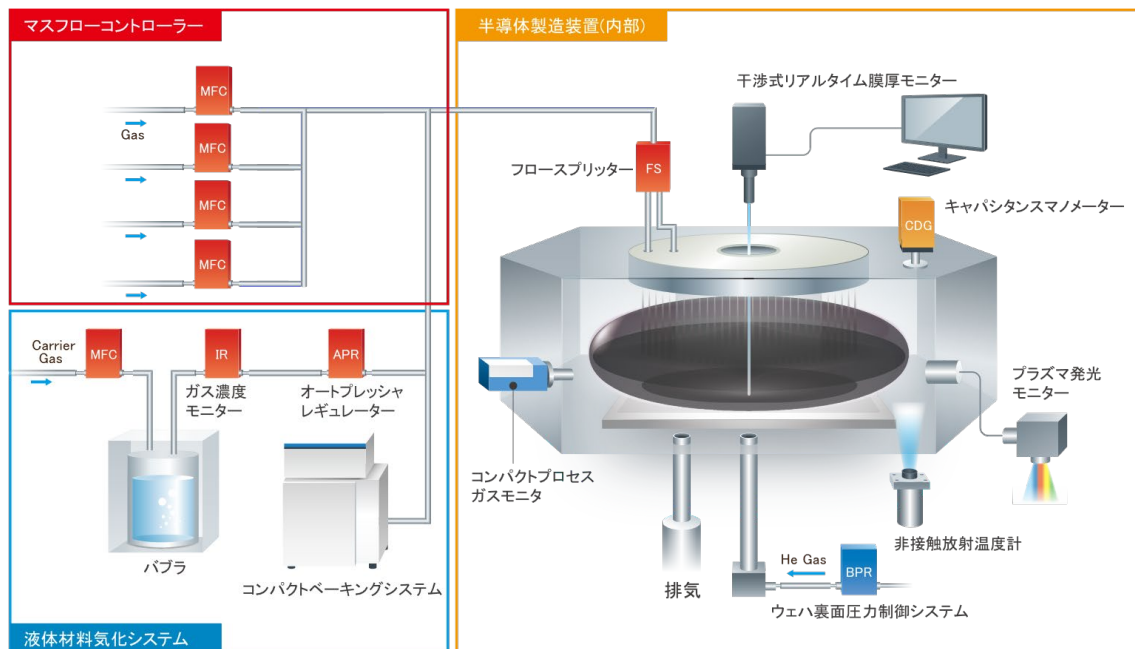 マスフローコントローラー
MFC
Gas
MFC
MFC
MFC
液体材料気化システム
Carrier
Gas
MFC
IR
ガス濃度
モニター
APR
オートプレッシャ
レギュレーター
バブラ
コンパクトベーキングシステム
半導体製造装置(内部)
干渉式リアルタイム膜厚モニター
フロースプリッター
FS
キャパシタンスマノメーター
CDG
プラズマ発光
モニター
コンパクトプロセス
ガスモニタ
非接触放射温度計
排気
He Gas
BPR
ウェハ裏面圧力制御システム